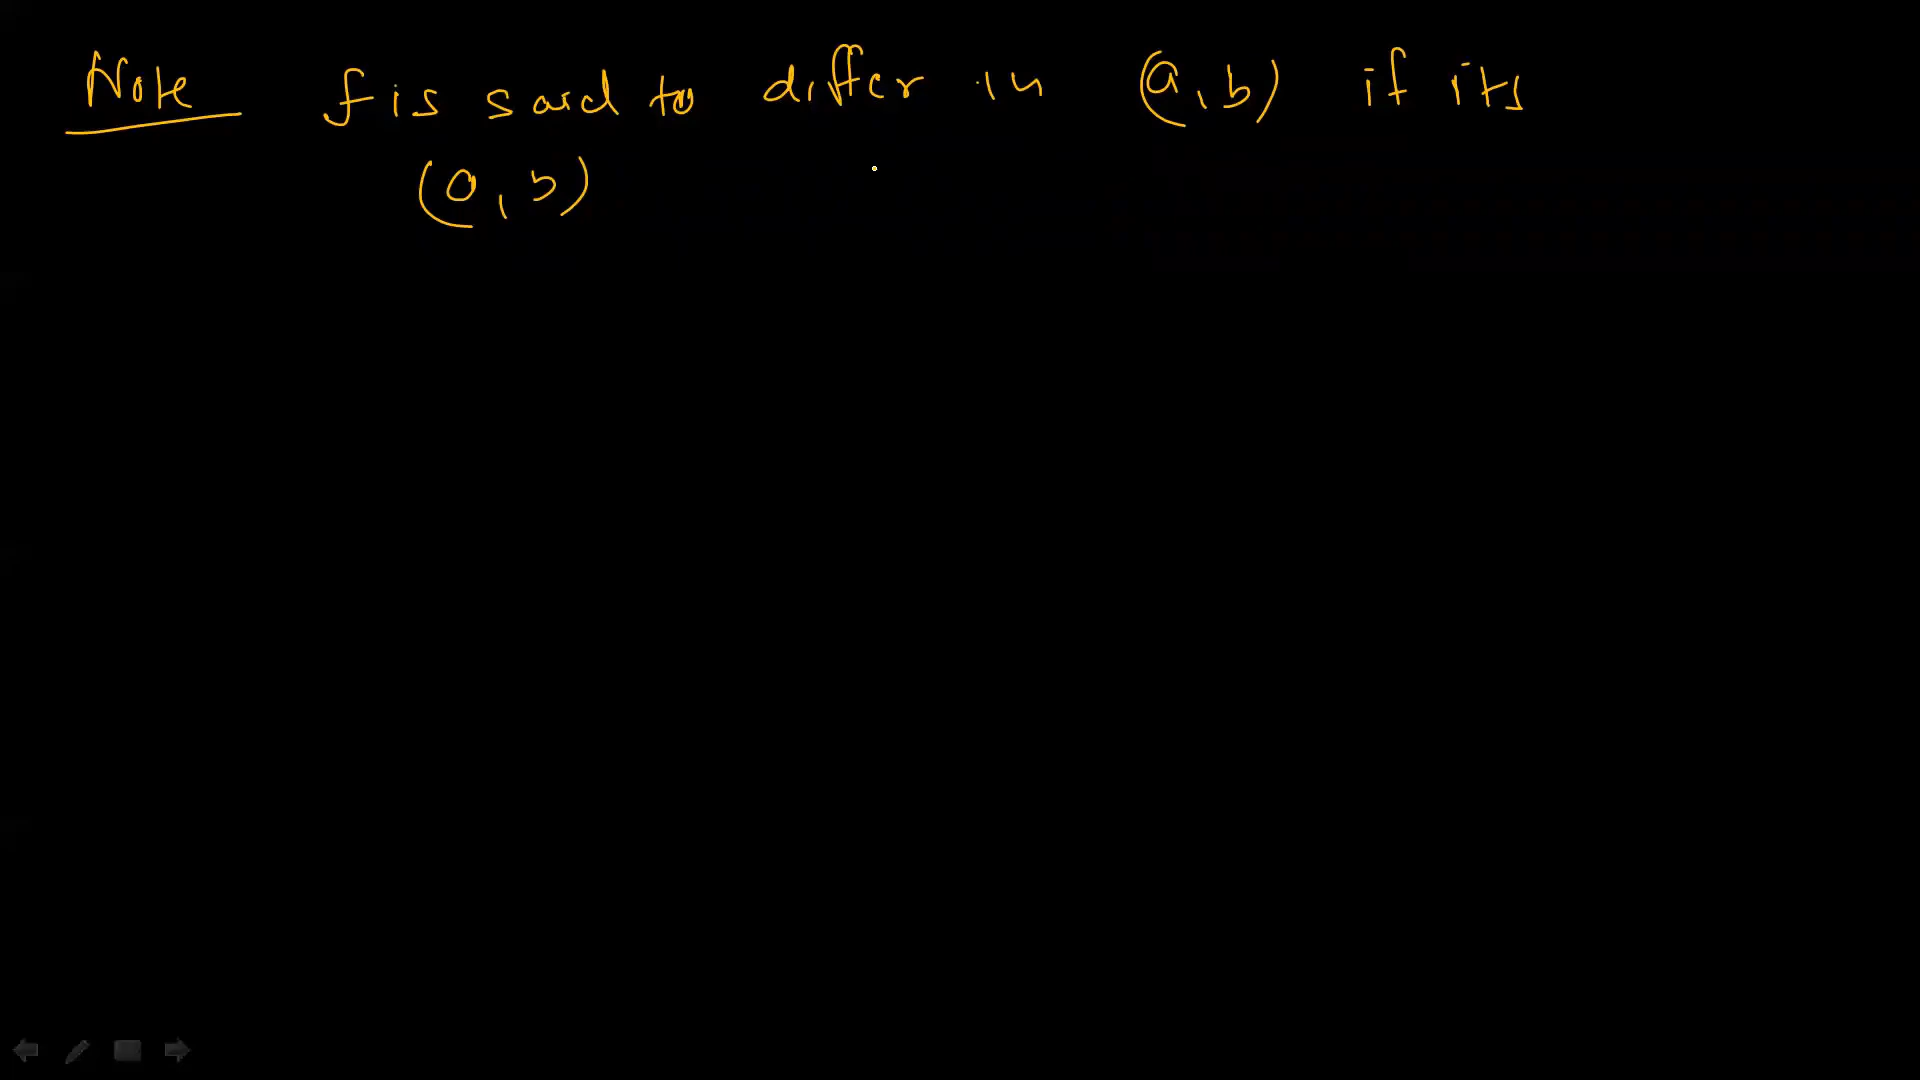 Note f is said to differ in (a, b) if its
(a, b)